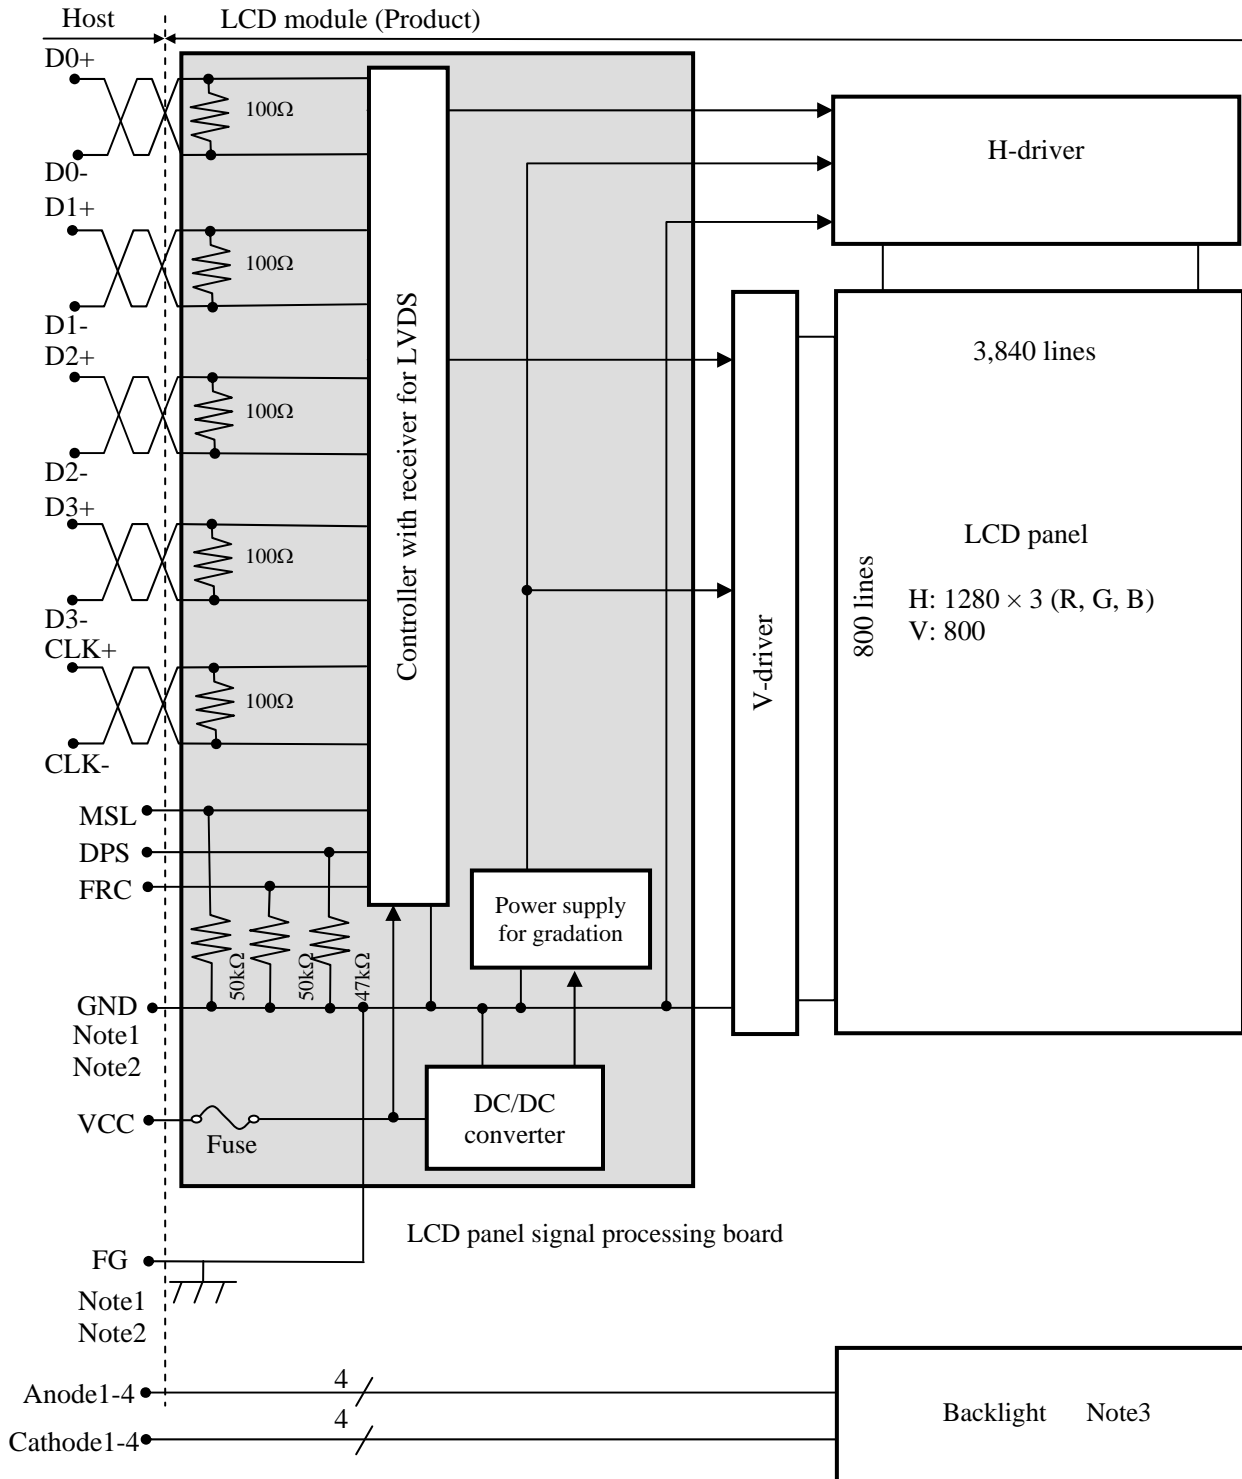 Host
LCD module (Product)
D0+
100Ω
D0-
D1+
100Ω
D1-
D2+
100Ω
D2-
D3+
100Ω
D3-
CLK+
100Ω
CLK-
MSL
DPS
FRC
50kΩ
50kΩ
47kΩ
GND
Note1
Note2
VCC
Fuse
FG
Note1
Note2
Anode1-4
4
Cathode1-4
4
Controller with receiver for LVDS
Power supply
for gradation
DC/DC
converter
LCD panel signal processing board
H-driver
V-driver
3,840 lines
800 lines
LCD panel
H: 1280 × 3 (R, G, B)
V: 800
Backlight Note3